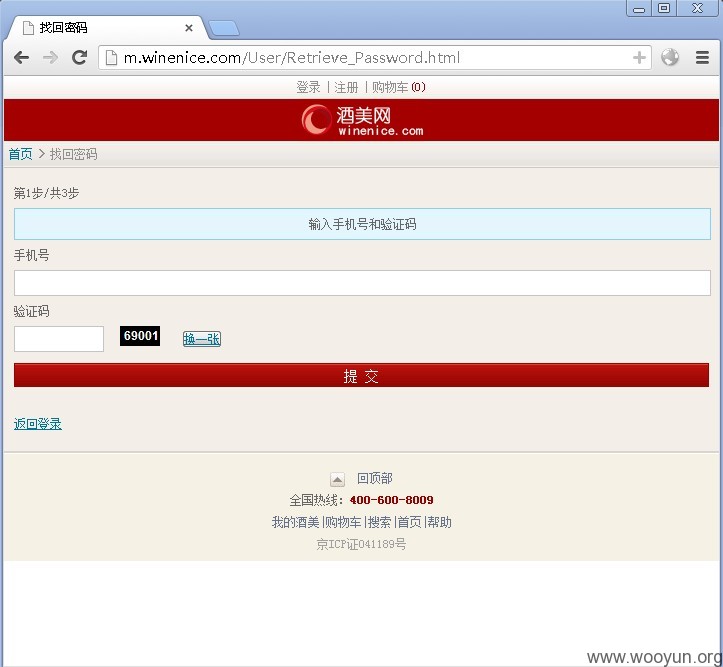 找回密码
m.winenice.com/User/Retrieve_Password.html
登录 | 注册 | 购物车(0)
酒美网
winenice.com
首页 > 找回密码
第1步/共3步
输入手机号和验证码
手机号
验证码
69001 换一张
提 交
返回登录
回顶部
全国热线：400-600-8009
我的酒美|购物车|搜索|首页|帮助
京ICP证041189号
www.wooyun.org